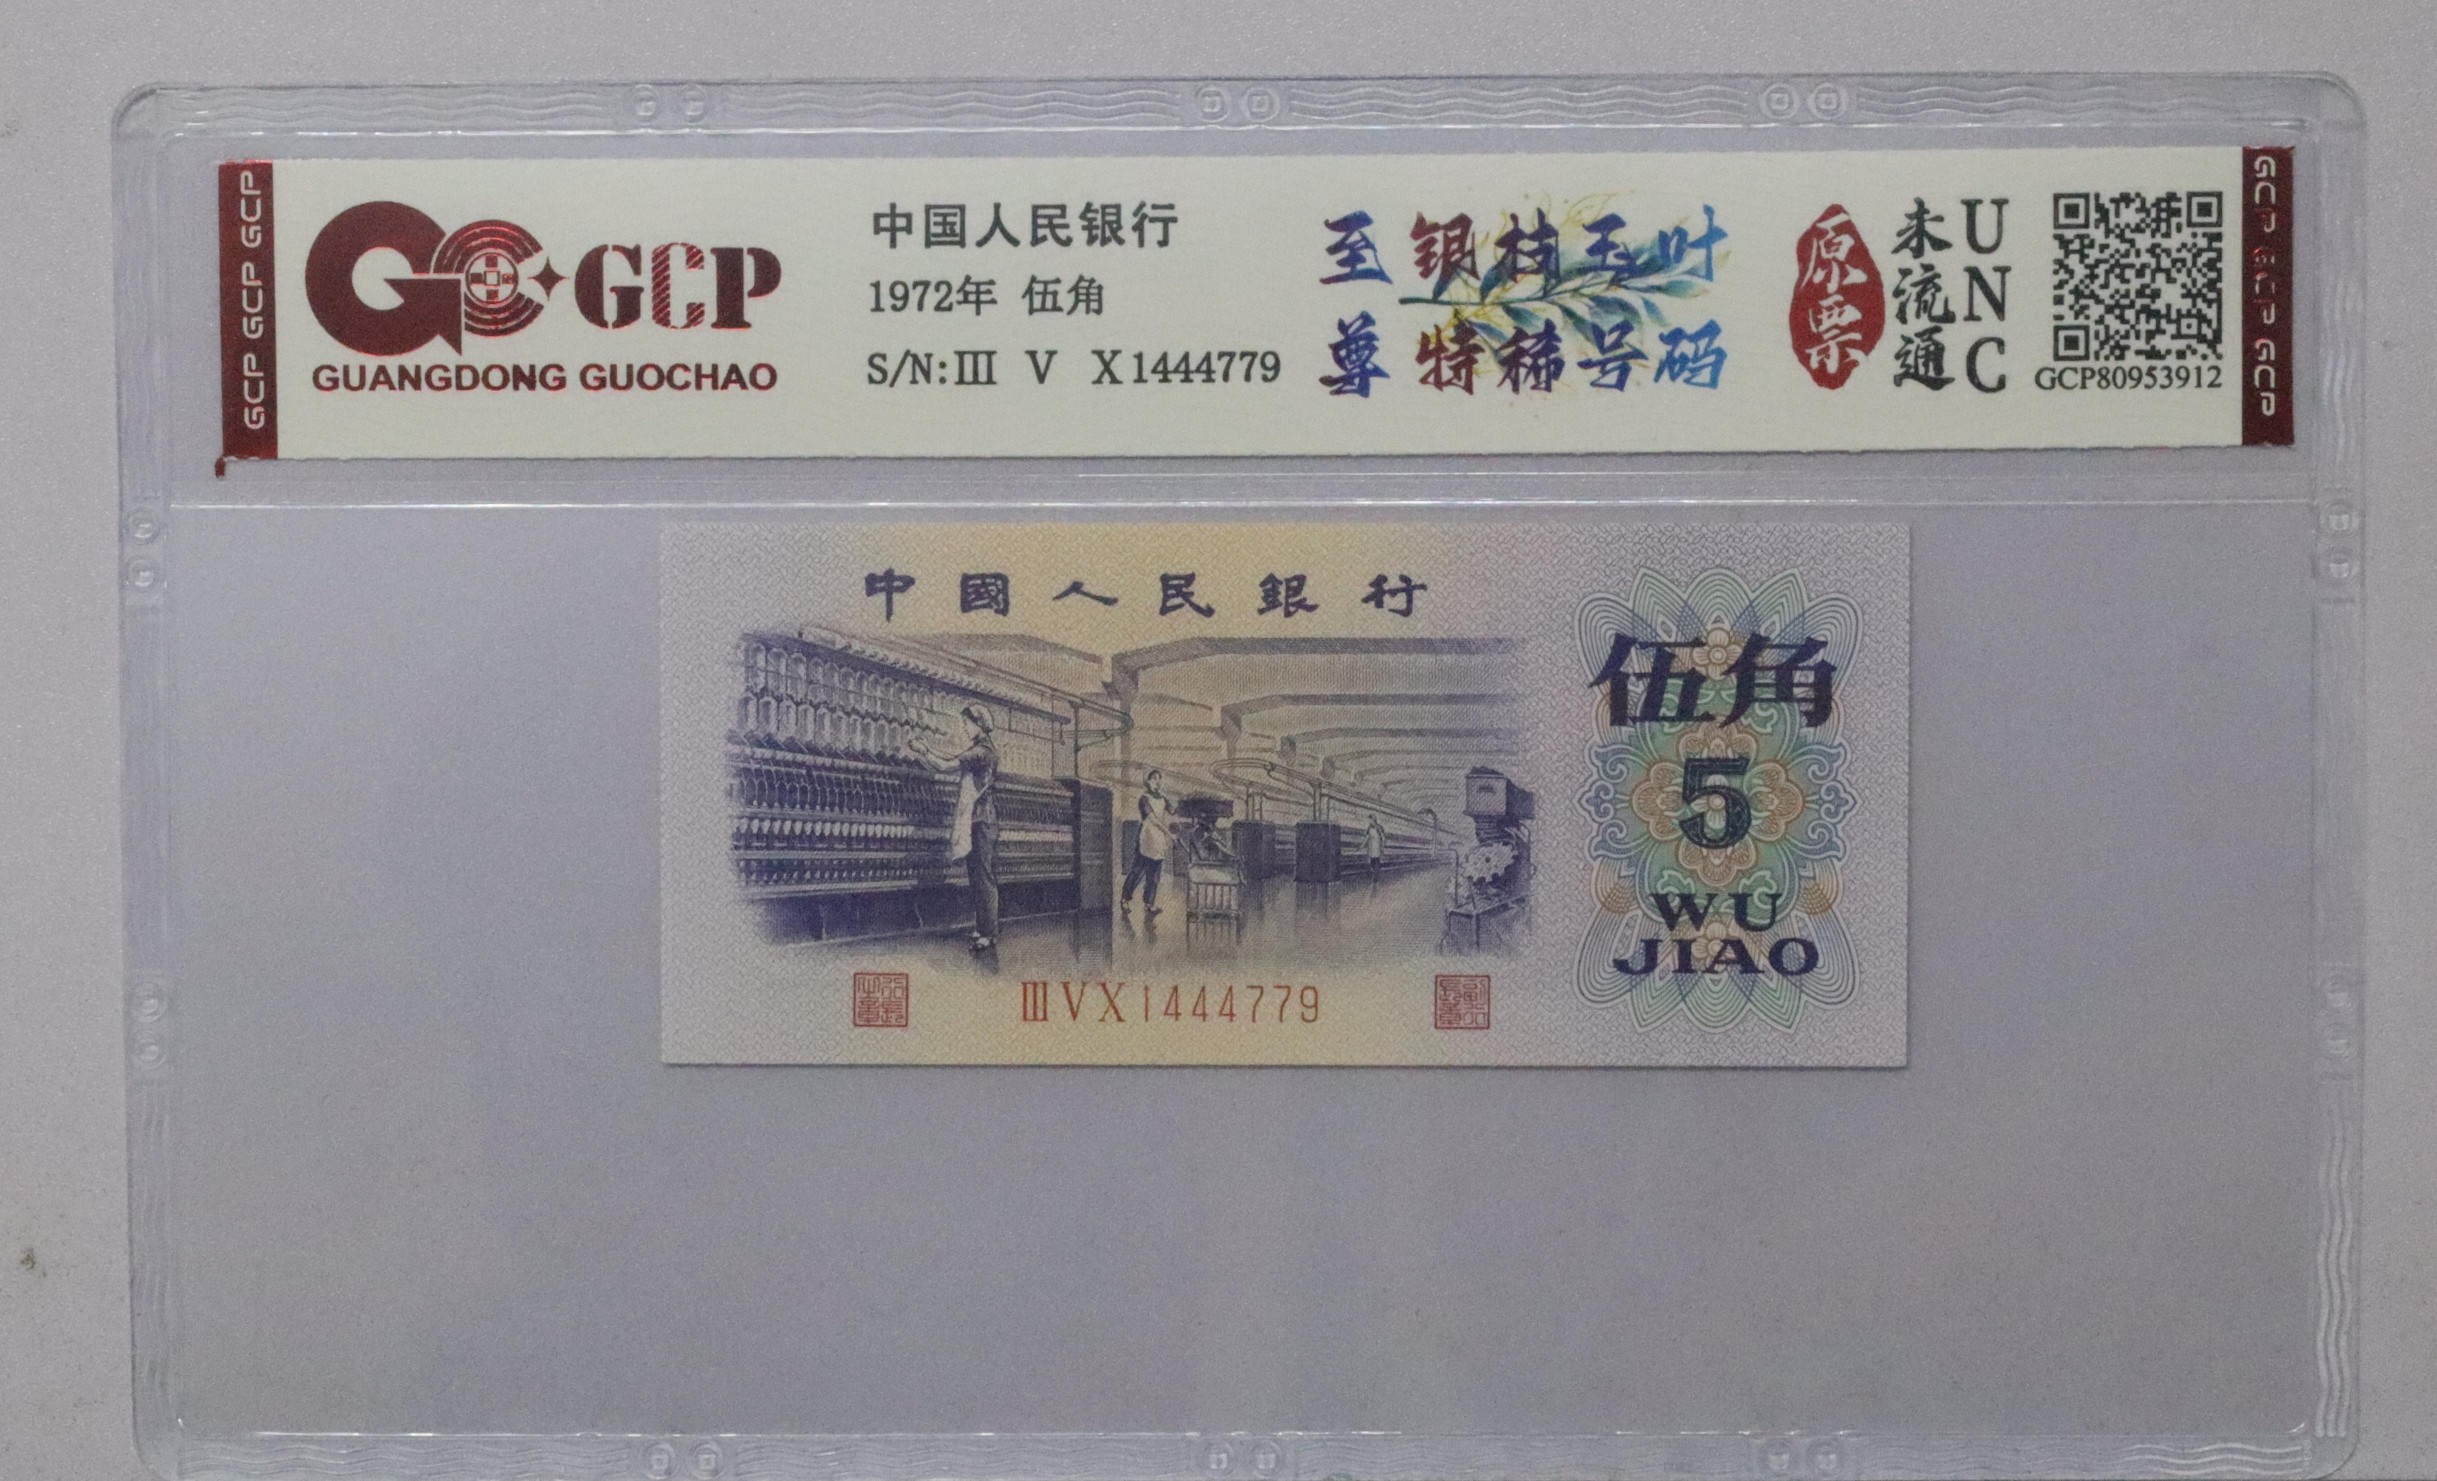 GCP GCP GCP
GCP
GUANGDONG GUOCHAO
中国人民银行
1972年 伍角
S/N:III V X1444779
至尊
银枝玉叶
特稀号码
原票
未流通
UNC
GCP80953912
GCP GCP GCP
中國人民銀行
伍角
5
WU
JIAO
III V X 1444779